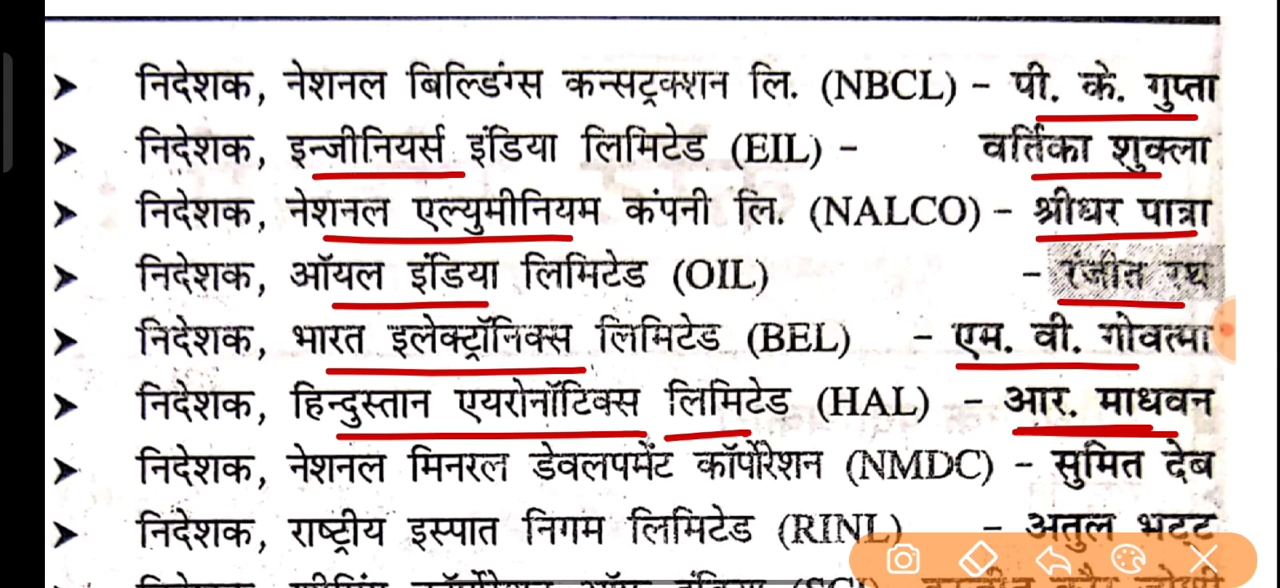 ➤ निदेशक, नेशनल बिल्डिंग्स कन्सट्रक्शन लि. (NBCL) – पी. के. गुप्ता
➤ निदेशक, इन्जीनियर्स इंडिया लिमिटेड (EIL) – वर्तिका शुक्ला
➤ निदेशक, नेशनल एल्युमीनियम कंपनी लि. (NALCO) – श्रीधर पात्रा
➤ निदेशक, ऑयल इंडिया लिमिटेड (OIL) – रंजीत रथ
➤ निदेशक, भारत इलेक्ट्रॉनिक्स लिमिटेड (BEL) – एम. वी. गोवत्मा
➤ निदेशक, हिन्दुस्तान एयरोनॉटिक्स लिमिटेड (HAL) – आर. माधवन
➤ निदेशक, नेशनल मिनरल डेवलपमेंट कॉर्पोरेशन (NMDC) – सुमित देब
➤ निदेशक, राष्ट्रीय इस्पात निगम लिमिटेड (RINL) – अतुल भट्ट